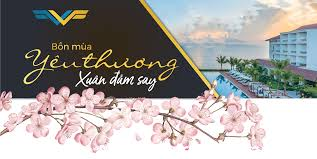 Bốn mùa
Yêu thương
Xuân đắm say